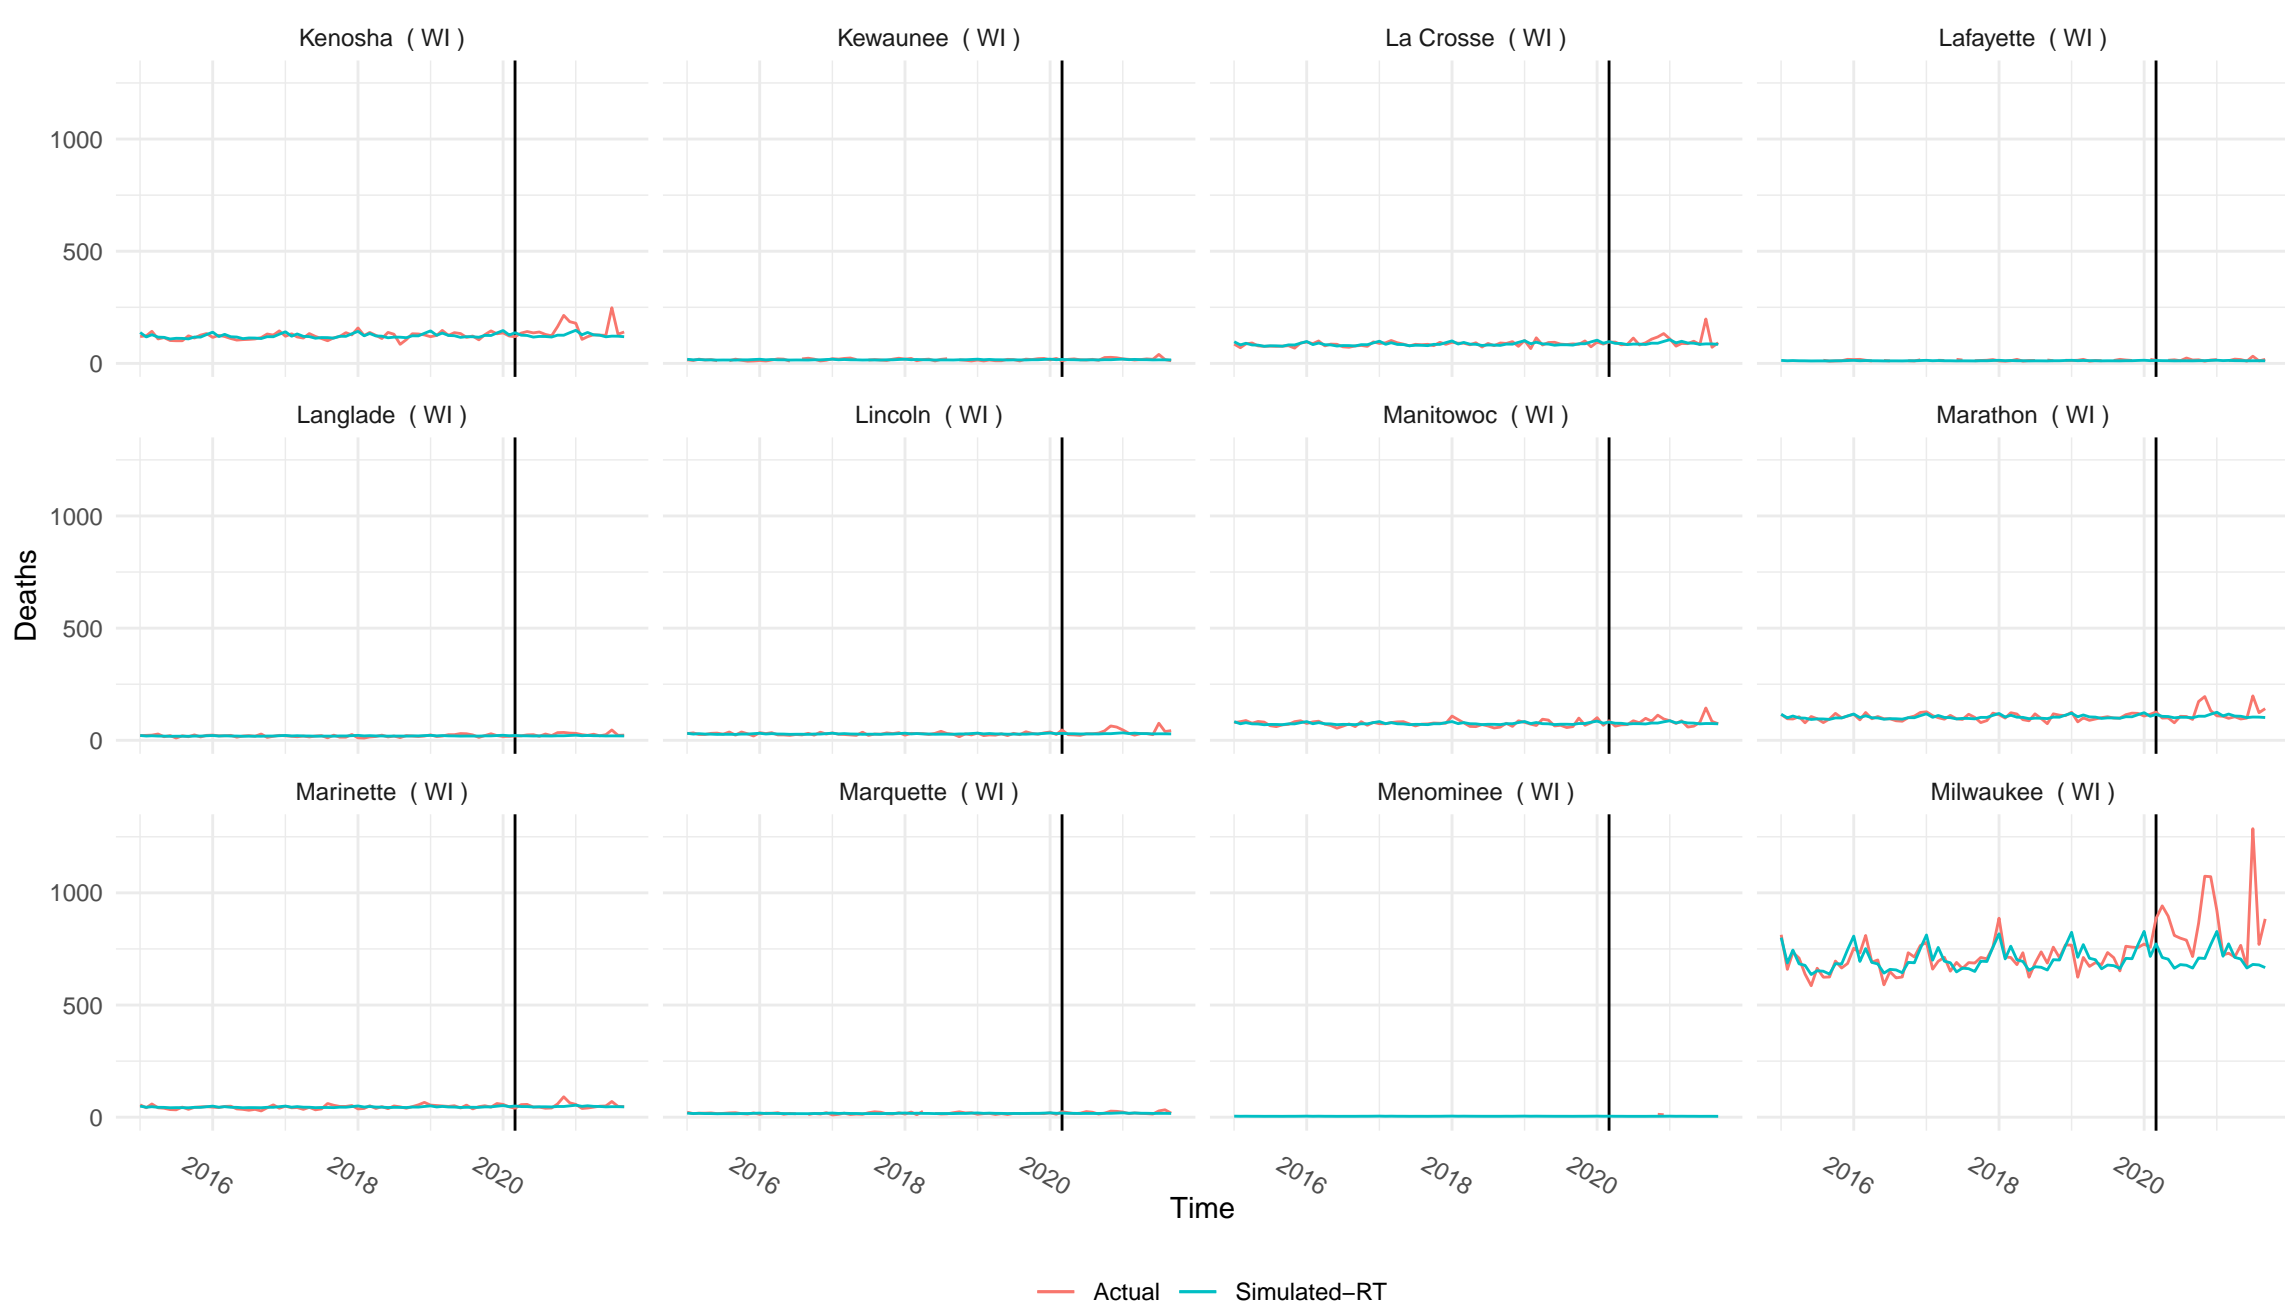 Kenosha  ( WI )
Kewaunee  ( WI )
La Crosse  ( WI )
Lafayette  ( WI )
1000
500
0
Langlade  ( WI )
Lincoln  ( WI )
Manitowoc  ( WI )
Marathon  ( WI )
1000
500
0
Marinette  ( WI )
Marquette  ( WI )
Menominee  ( WI )
Milwaukee  ( WI )
1000
500
0
Deaths
2016 2018 2020
2016 2018 2020
2016 2018 2020
2016 2018 2020
Time
Actual
Simulated−RT